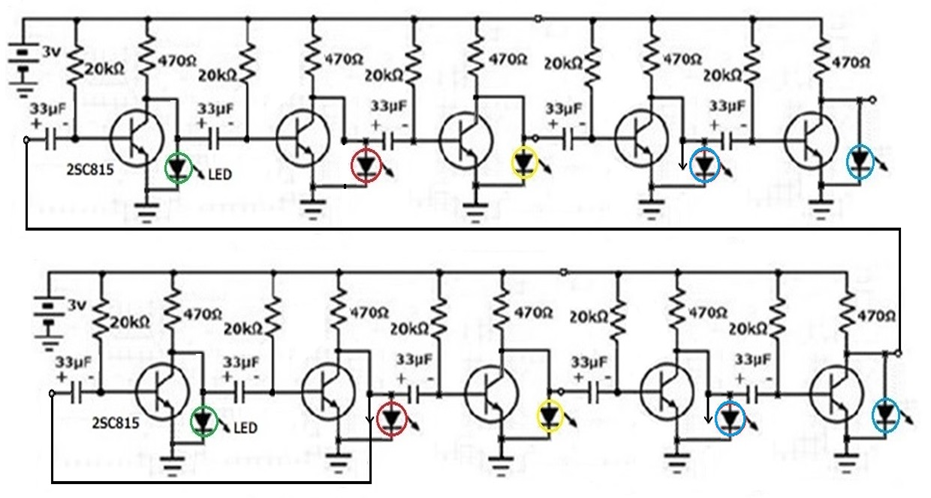 3v
20kΩ
470Ω
20kΩ
470Ω
20kΩ
470Ω
20kΩ
470Ω
20kΩ
470Ω
33µF
33µF
33µF
33µF
33µF
+ -
+ -
+ -
+ -
+ -
2SC815
LED
3v
20kΩ
470Ω
20kΩ
470Ω
20kΩ
470Ω
20kΩ
470Ω
20kΩ
470Ω
33µF
33µF
33µF
33µF
33µF
+ -
+ -
+ -
+ -
+ -
2SC815
LED